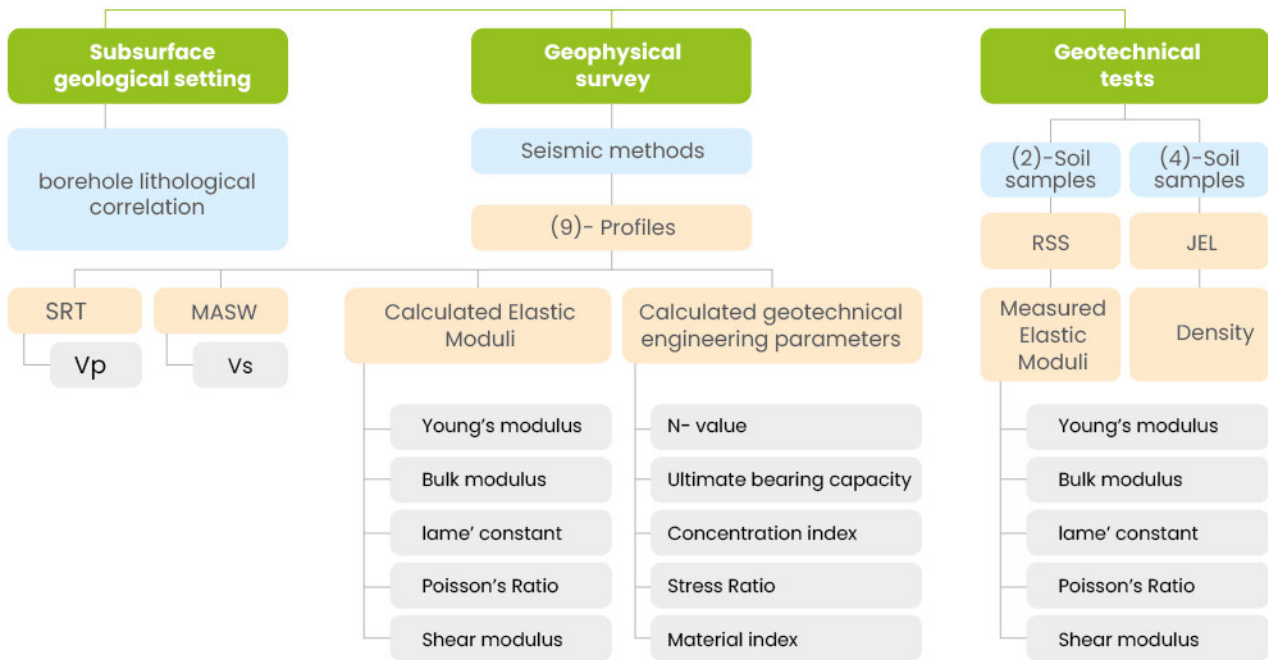 Subsurface
geological setting
Geophysical
survey
Geotechnical
tests
borehole lithological
correlation
Seismic methods
(9)- Profiles
(2)-Soil
samples
(4)-Soil
samples
RSS
JEL
SRT
Vp
MASW
Vs
Calculated Elastic
Moduli
Calculated geotechnical
engineering parameters
Measured
Elastic
Moduli
Density
Young's modulus
Bulk modulus
lame' constant
Poisson's Ratio
Shear modulus
N- value
Ultimate bearing capacity
Concentration index
Stress Ratio
Material index
Young's modulus
Bulk modulus
lame' constant
Poisson's Ratio
Shear modulus